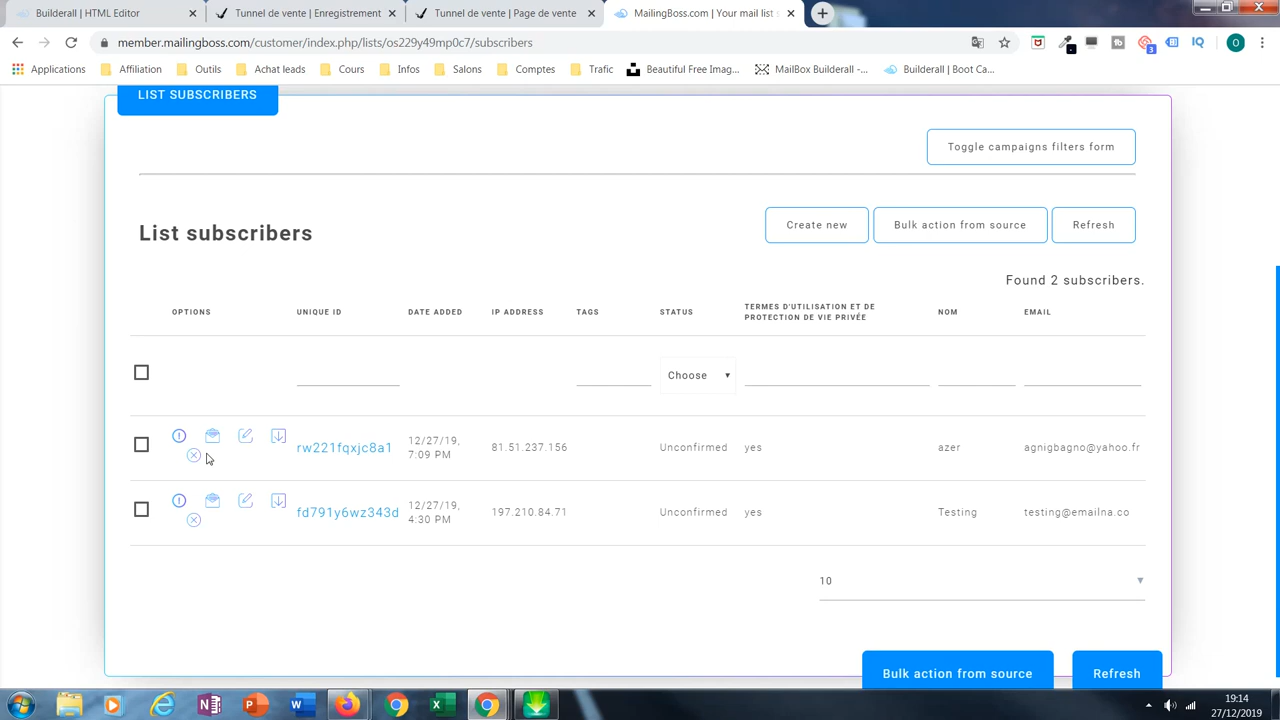 Builderall | HTML Editor
Tunnel de vente | Enregistrement
Tunnel de vente
MailingBoss.com | Your mail list
member.mailingboss.com/customer/index.php/lists/os229y49mp0c7/subscribers
Applications
Affiliation
Outils
Achat leads
Cours
Infos
Salons
Comptes
Trafic
Beautiful Free Imag...
MailBox Builderall -...
Builderall | Boot Ca...
LIST SUBSCRIBERS
Toggle campaigns filters form
List subscribers
Create new
Bulk action from source
Refresh
Found 2 subscribers.
OPTIONS UNIQUE ID DATE ADDED IP ADDRESS TAGS STATUS TERMES D'UTILISATION ET DE PROTECTION DE VIE PRIVÉE NOM EMAIL
Choose
rw221fqxjc8a1 12/27/19, 7:09 PM 81.51.237.156 Unconfirmed yes azer agnigbagno@yahoo.fr
fd791y6wz343d 12/27/19, 4:30 PM 197.210.84.71 Unconfirmed yes Testing testing@emailna.co
10
Bulk action from source
Refresh
19:14
27/12/2019